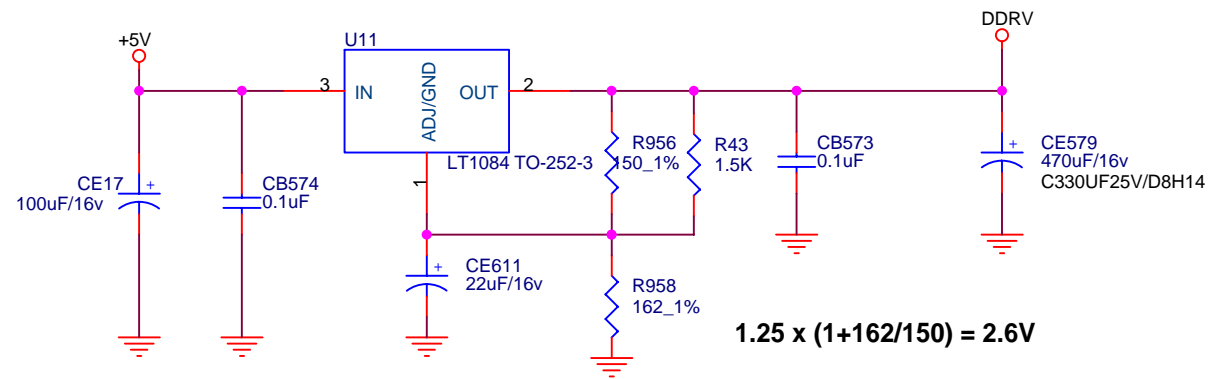 +5V
DDRV
U11
3
IN
ADJ/GND
OUT
2
1
LT1084 TO-252-3
R956
150_1%
R43
1.5K
CB573
0.1uF
CE579
470uF/16v
C330UF25V/D8H14
CE17
+
100uF/16v
CB574
0.1uF
+
CE611
22uF/16v
+
R958
162_1%
1.25 x (1+162/150) = 2.6V